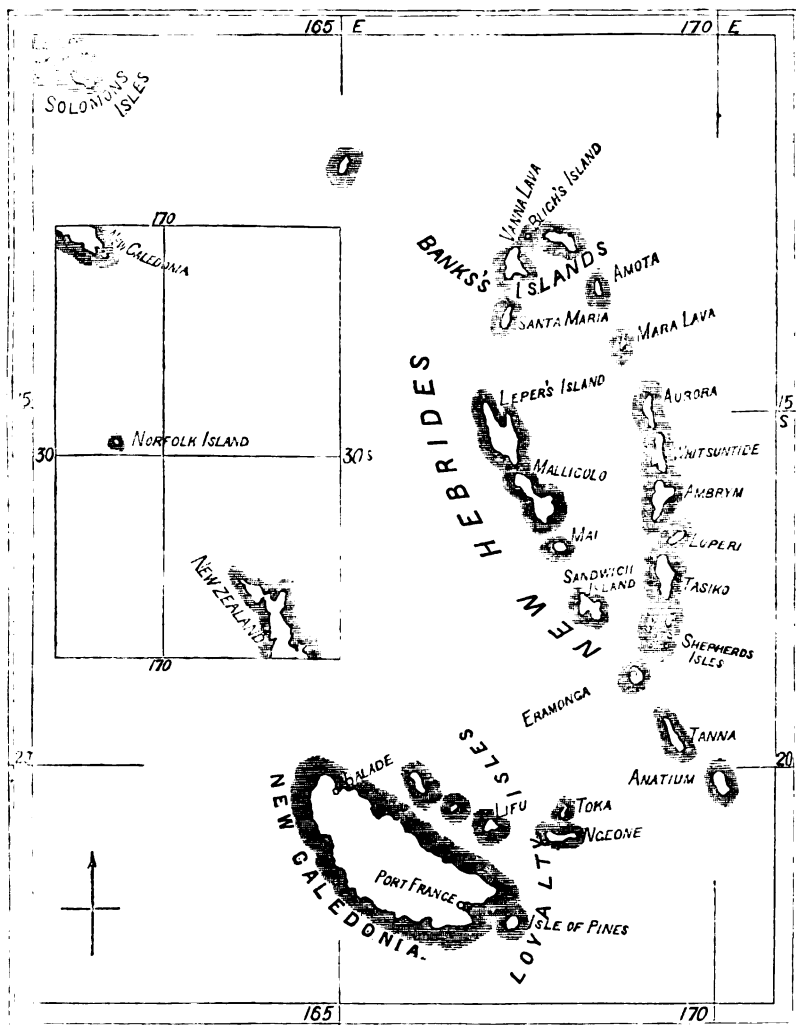 165 E
170 E
SOLOMONS
ISLES
VANNA LAVA
BLIGH'S ISLAND
BANKS'S
ISLANDS
AMOTA
170
NEW CALEDONIA
SANTA MARIA
MARA LAVA
LEPER'S ISLAND
AURORA
15
S
NORFOLK ISLAND
30
30 S
WHITSUNTIDE
MALLICULO
AMBRYM
NEW HEBRIDES
MAI
LOPERI
SANDWICH
ISLAND
TASIKO
NEW ZEALAND
170
SHEPHERDS
ISLES
ERAMONGA
TANNA
20
ANATIUM
BALADE
LOYALTY ISLES
LIFU
TOKA
NGEONE
NEW CALEDONIA.
PORT FRANCE
ISLE OF PINES
165
170